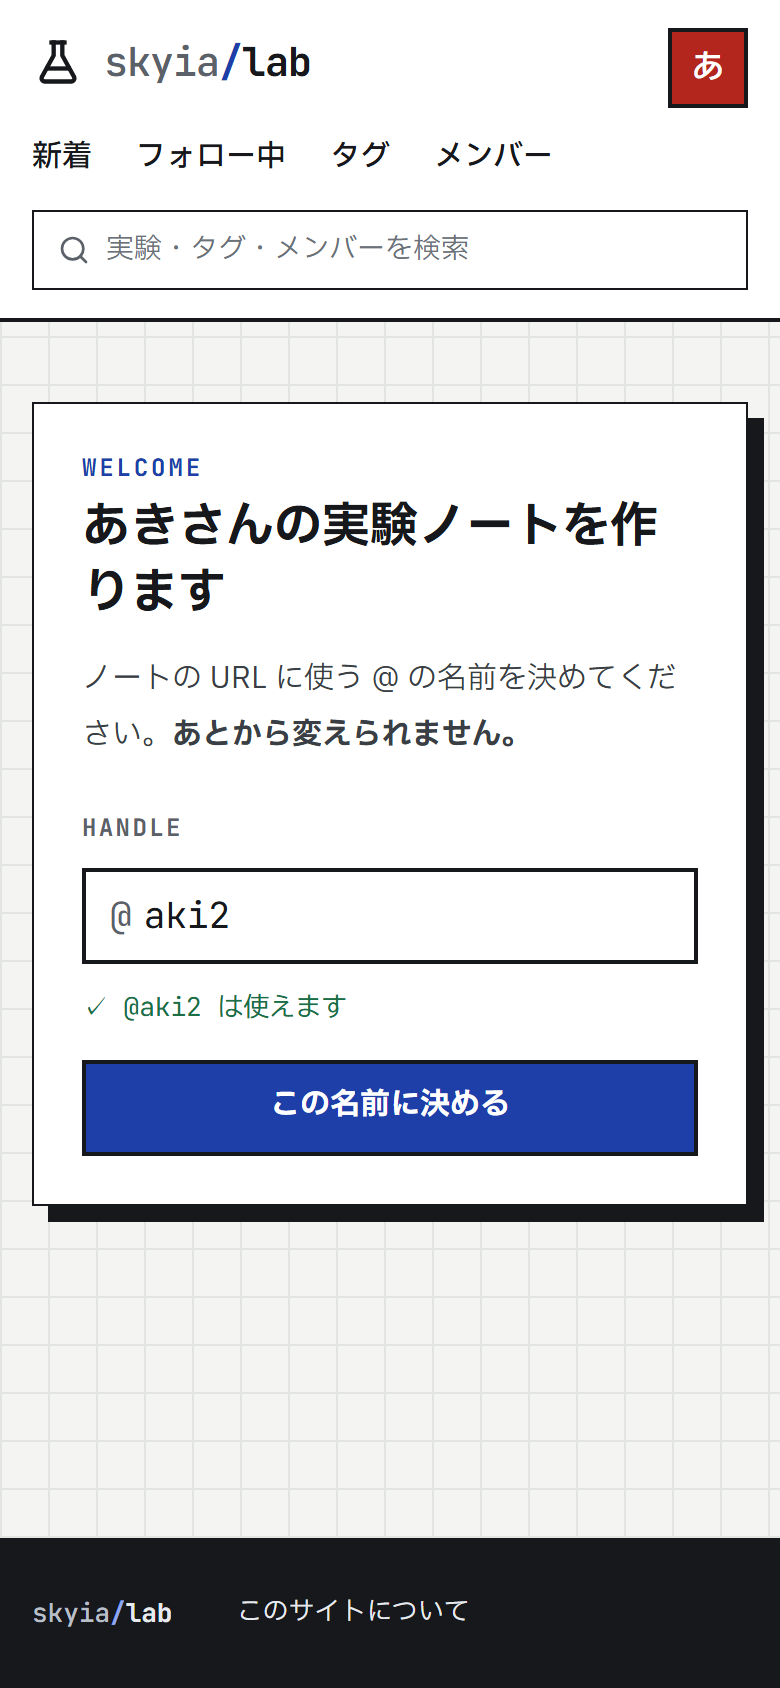 skyia/lab
あ
新着 フォロー中 タグ メンバー
実験・タグ・メンバーを検索
WELCOME
あきさんの実験ノートを作
ります
ノートの URL に使う @ の名前を決めてくだ
さい。あとから変えられません。
HANDLE
@ aki2
✓ @aki2 は使えます
この名前に決める
skyia/lab このサイトについて